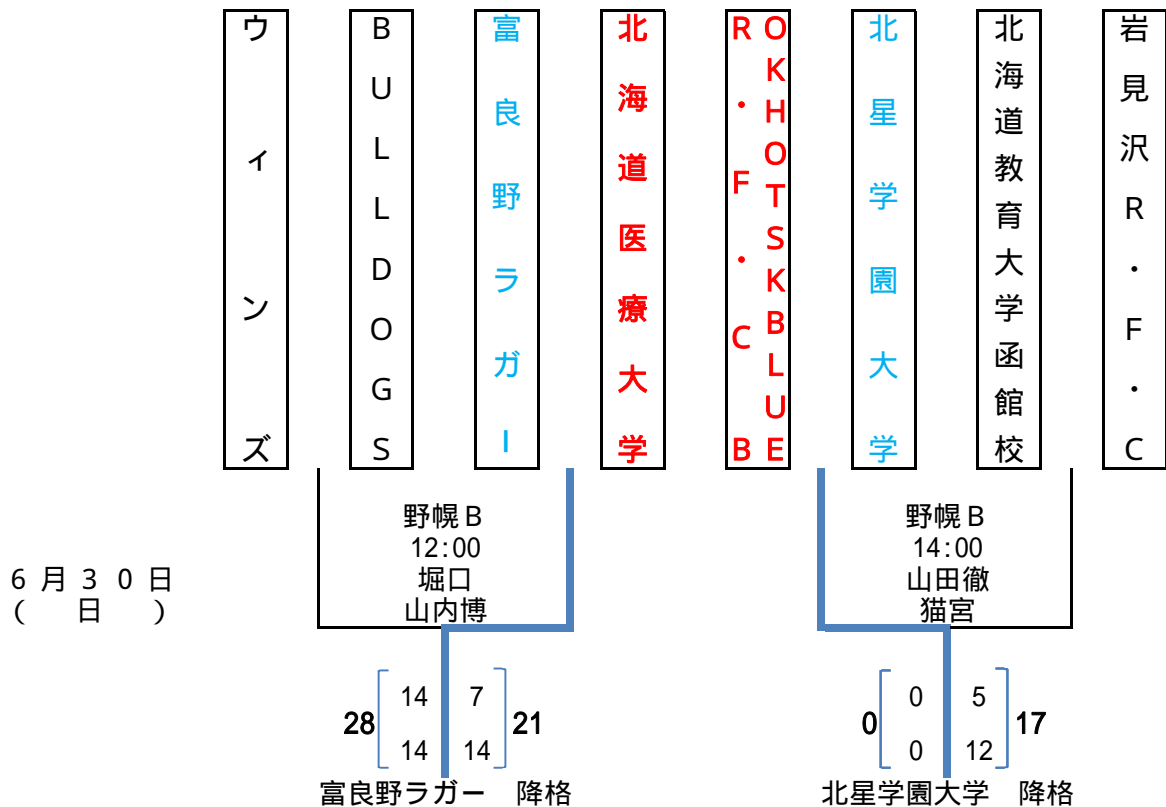 ウィンズ
BULLDOGS
富良野ラガー
北海道医療大学
OKHOTSKBLUE
R・F・C B
北星学園大学
北海道教育大学函館校
岩見沢R・F・C
6月30日
(日)
野幌B
12:00
堀口
山内博
野幌B
14:00
山田徹
猫宮
28 14 7 21
14 14
富良野ラガー 降格
0 0 5 17
0 12
北星学園大学 降格